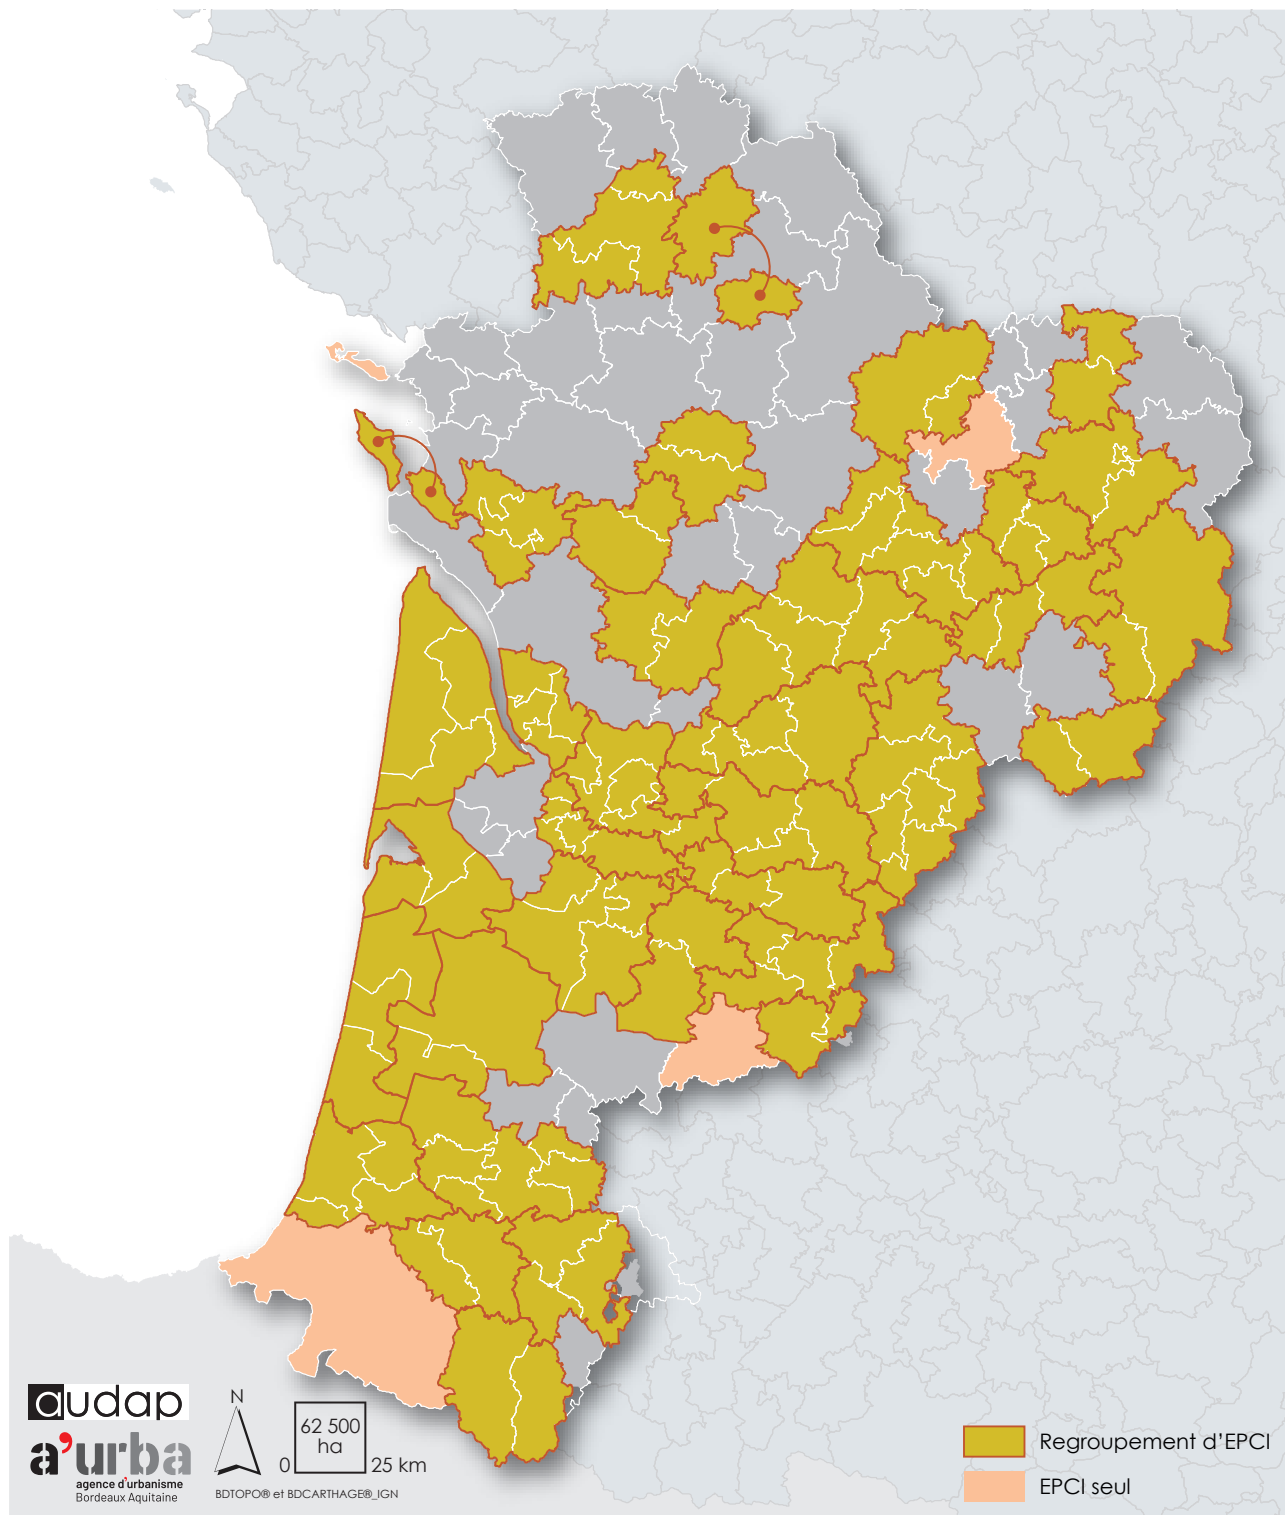 audap
a'urba
agence d'urbanisme
Bordeaux Aquitaine
N
62 500
ha
0
25 km
BDTOPO® et BDCARTHAGE®_IGN
Regroupement d'EPCI
EPCI seul